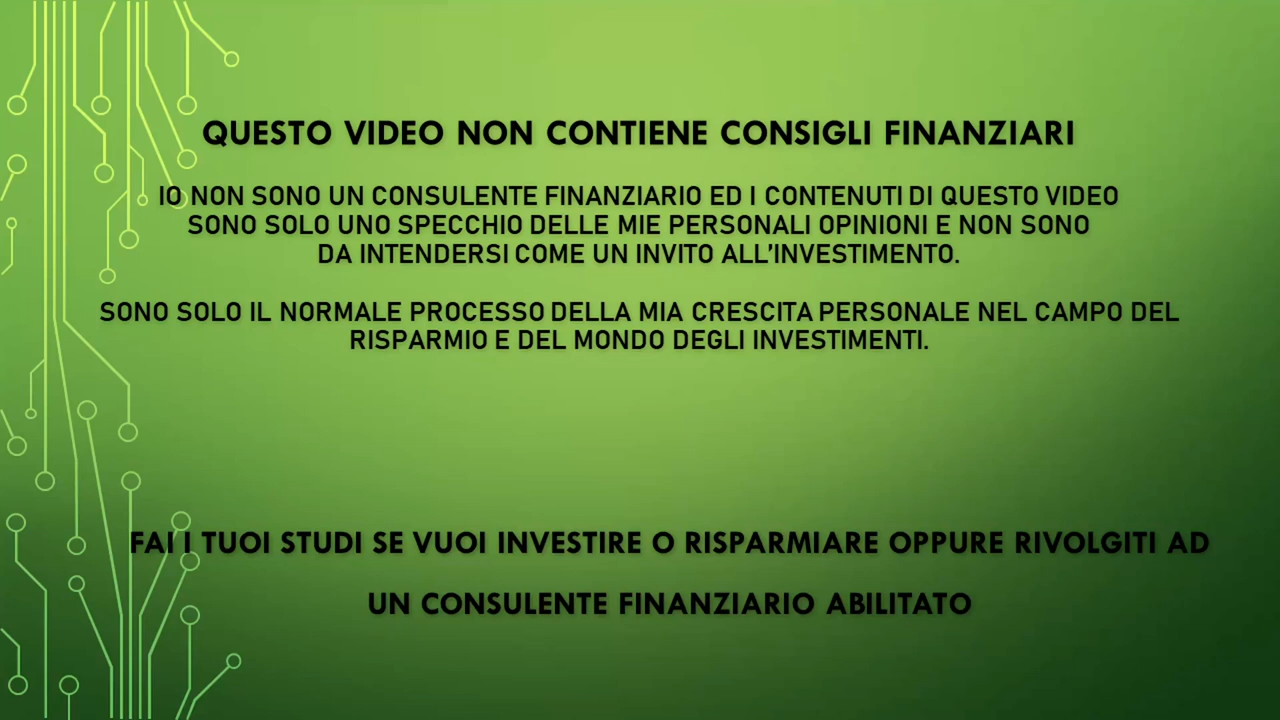 QUESTO VIDEO NON CONTIENE CONSIGLI FINANZIARI
IO NON SONO UN CONSULENTE FINANZIARIO ED I CONTENUTI DI QUESTO VIDEO
SONO SOLO UNO SPECCHIO DELLE MIE PERSONALI OPINIONI E NON SONO
DA INTENDERSI COME UN INVITO ALL'INVESTIMENTO.
SONO SOLO IL NORMALE PROCESSO DELLA MIA CRESCITA PERSONALE NEL CAMPO DEL
RISPARMIO E DEL MONDO DEGLI INVESTIMENTI.
FAI I TUOI STUDI SE VUOI INVESTIRE O RISPARMIARE OPPURE RIVOLGITI AD
UN CONSULENTE FINANZIARIO ABILITATO